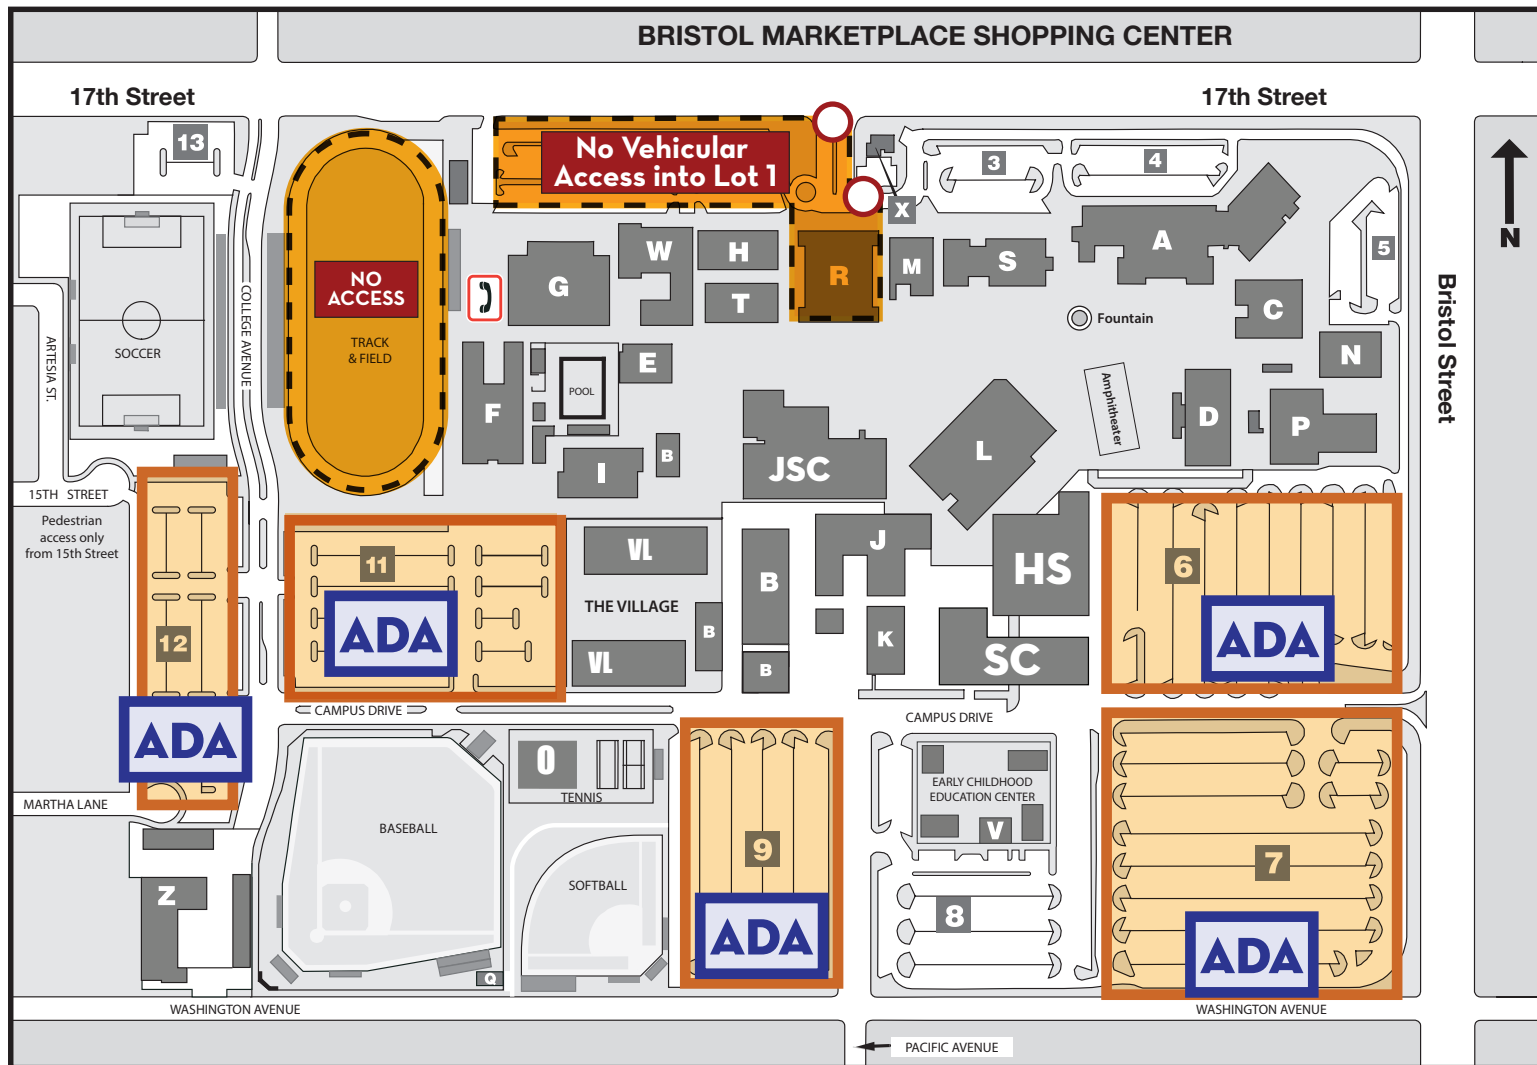 BRISTOL MARKETPLACE SHOPPING CENTER
17th Street
17th Street
13
No Vehicular
Access into Lot 1
3
4
X
N
5
W
H
G
T
R
M
S
A
C
NO
ACCESS
TRACK
& FIELD
SOCCER
COLLEGE AVENUE
ARTESIA ST.
Fountain
Bristol Street
N
E
POOL
F
I
B
JSC
L
Amphitheater
D
P
15TH STREET
Pedestrian
access only
from 15th Street
11
ADA
12
ADA
VL
THE VILLAGE
VL
B
B
B
J
K
HS
SC
6
ADA
CAMPUS DRIVE
CAMPUS DRIVE
MARTHA LANE
O
TENNIS
BASEBALL
SOFTBALL
9
ADA
EARLY CHILDHOOD
EDUCATION CENTER
V
8
7
ADA
Z
Q
WASHINGTON AVENUE
WASHINGTON AVENUE
PACIFIC AVENUE